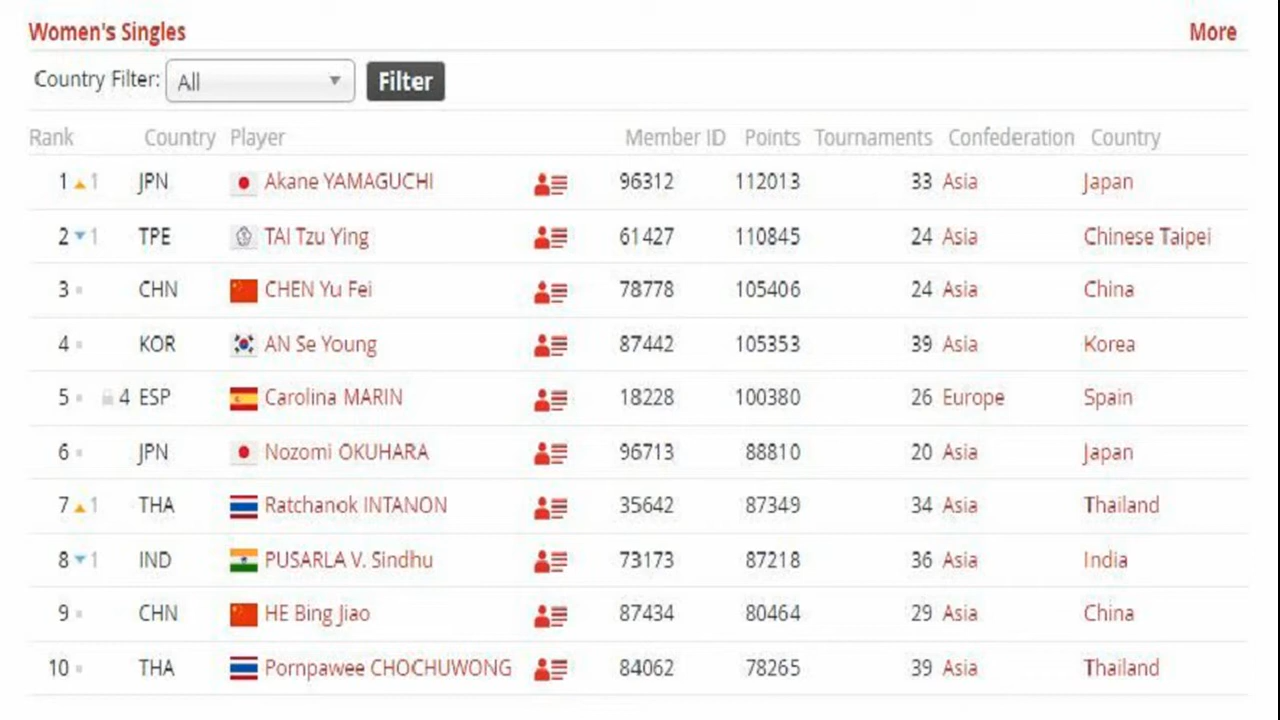 Women's Singles More
Country Filter: All Filter
Rank Country Player Member ID Points Tournaments Confederation Country
1 1 JPN Akane YAMAGUCHI 96312 112013 33 Asia Japan
2 1 TPE TAI Tzu Ying 61427 110845 24 Asia Chinese Taipei
3 CHN CHEN Yu Fei 78778 105406 24 Asia China
4 KOR AN Se Young 87442 105353 39 Asia Korea
5 4 ESP Carolina MARIN 18228 100380 26 Europe Spain
6 JPN Nozomi OKUHARA 96713 88810 20 Asia Japan
7 1 THA Ratchanok INTANON 35642 87349 34 Asia Thailand
8 1 IND PUSARLA V. Sindhu 73173 87218 36 Asia India
9 CHN HE Bing Jiao 87434 80464 29 Asia China
10 THA Pornpawee CHOCHUWONG 84062 78265 39 Asia Thailand